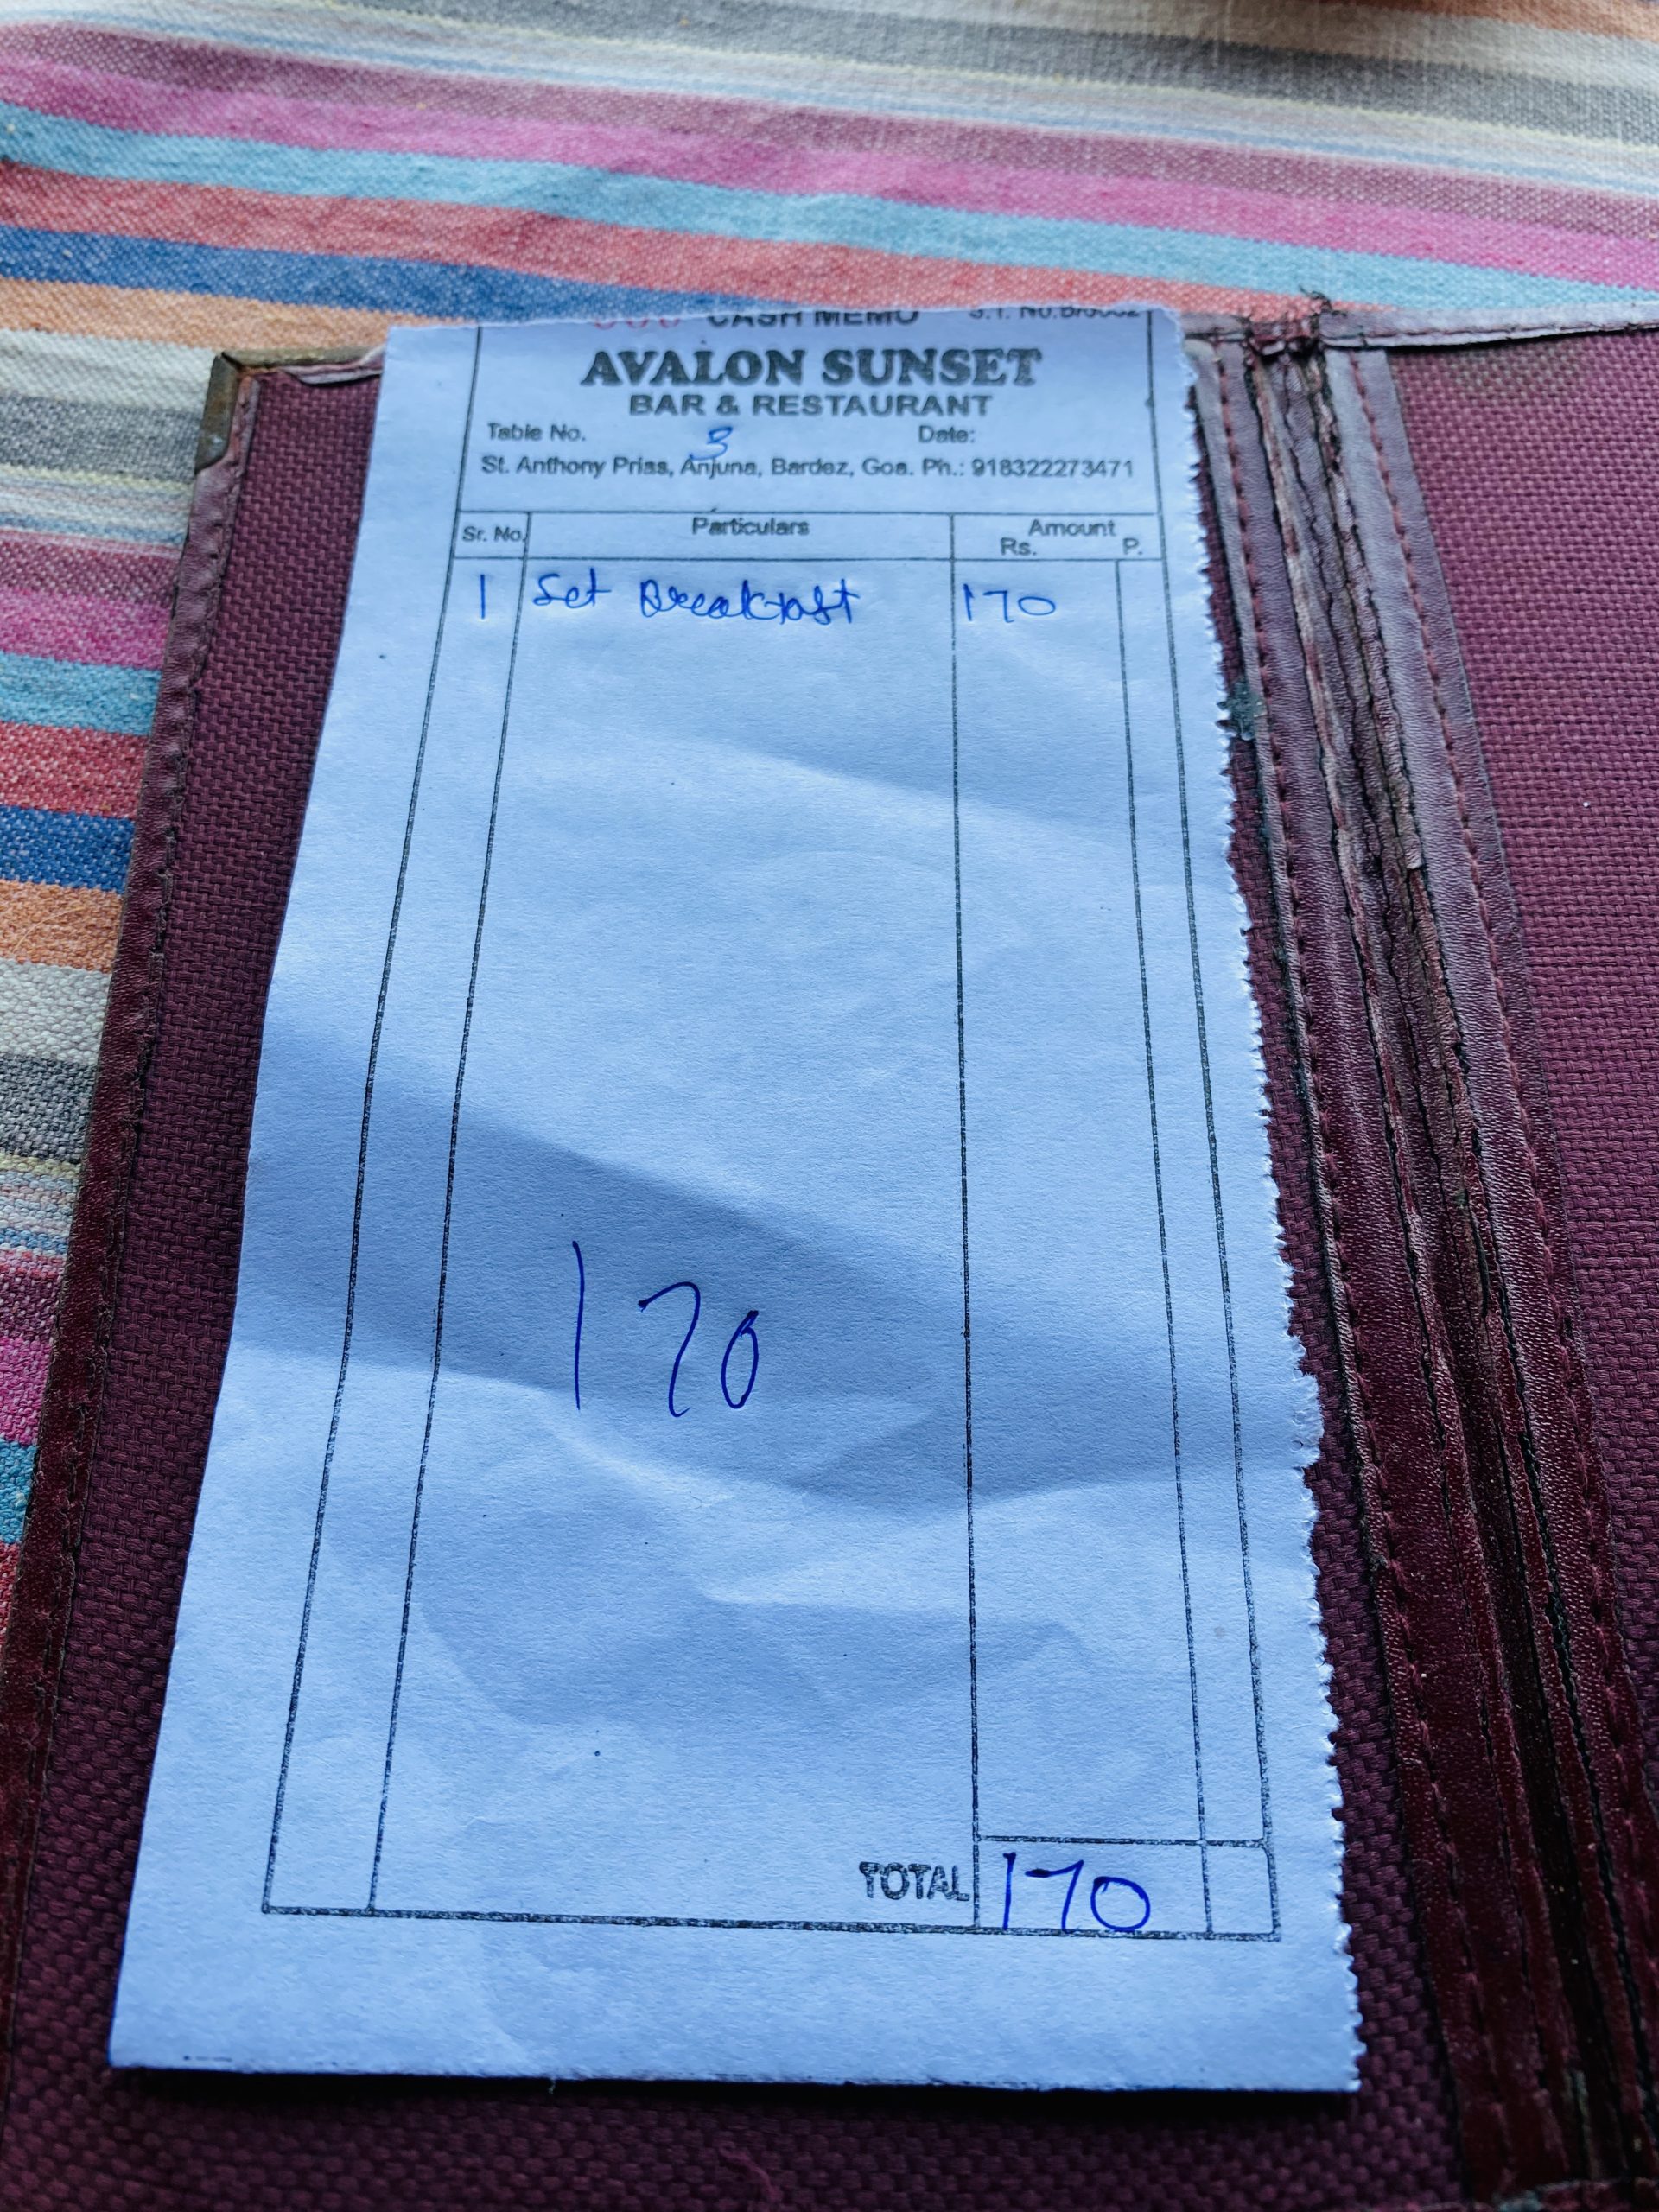 CASH MEMO
AVALON SUNSET
BAR & RESTAURANT
Table No. 3 Date:
St. Anthony Prias, Anjuna, Bardez, Goa. Ph.: 918322273471
Sr. No. Particulars Amount
Rs. P.
1 Set Breakfast 170
170
TOTAL 170